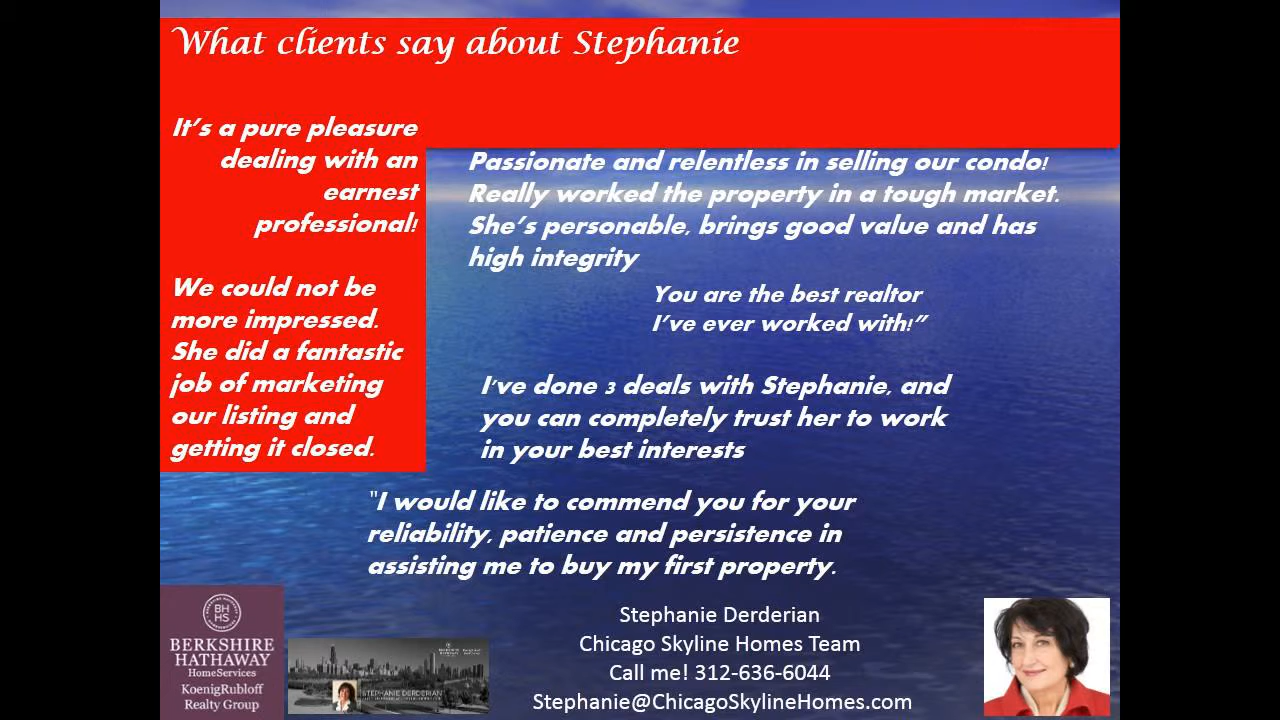 What clients say about Stephanie
It's a pure pleasure
dealing with an
earnest
professional!
We could not be
more impressed.
She did a fantastic
job of marketing
our listing and
getting it closed.
Passionate and relentless in selling our condo!
Really worked the property in a tough market.
She's personable, brings good value and has
high integrity
You are the best realtor
I've ever worked with!”
I've done 3 deals with Stephanie, and
you can completely trust her to work
in your best interests
"I would like to commend you for your
reliability, patience and persistence in
assisting me to buy my first property.
BH
HS
BERKSHIRE
HATHAWAY
HomeServices
KoenigRubloff
Realty Group
STEPHANIE DERDERIAN
Stephanie Derderian
Chicago Skyline Homes Team
Call me! 312-636-6044
Stephanie@ChicagoSkylineHomes.com